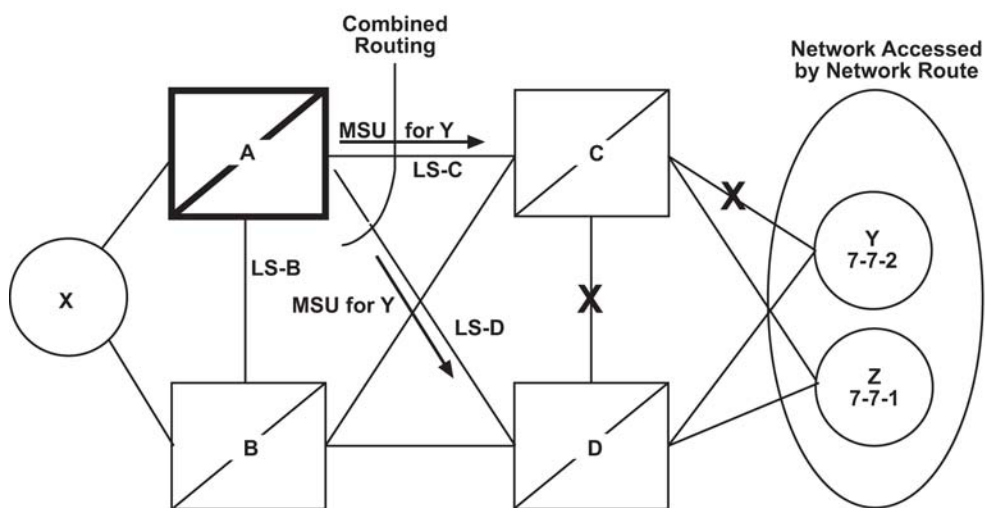 Combined
Routing
Network Accessed
by Network Route
MSU for Y
A
C
LS-C
X
Y
7-7-2
LS-B
X
MSU for Y
X
LS-D
Z
7-7-1
B
D